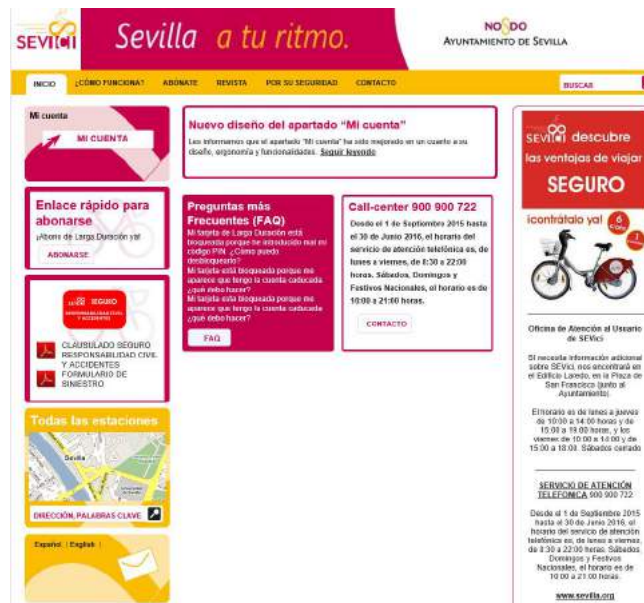 SEVICI
Sevilla a tu ritmo.
NO8DO
AYUNTAMIENTO DE SEVILLA
INICIO
¿CÓMO FUNCIONA?
ABÓNATE
REVISTA
POR SU SEGURIDAD
CONTACTO
BUSCAR
Mi cuenta
MI CUENTA
Nuevo diseño del apartado “Mi cuenta”
Les informamos que el apartado "Mi cuenta" ha sido mejorado en un cuanto a su
diseño, ergonomía y funcionalidades. Seguir leyendo
Enlace rápido para
abonarse
¡Abono de Larga Duración ya!
ABONARSE
Preguntas más
Frecuentes (FAQ)
Mi tarjeta de Larga Duración está
bloqueada porque he introducido mal mi
código PIN. ¿Cómo puedo
desbloquearlo?
Mi tarjeta está bloqueada porque me
aparece que tengo la cuenta caducada
¿qué debo hacer?
Mi tarjeta esta bloqueada porque me
aparece que tengo la cuenta caducada
¿qué debo hacer?
FAQ
Call-center 900 900 722
Desde el 1 de Septiembre 2015 hasta
el 30 de Junio 2016, el horario del
servicio de atención telefónica es, de
lunes a viernes, de 8:30 a 22:00
horas. Sábados, Domingos y
Festivos Nacionales, el horario es de
10:00 a 21:00 horas.
CONTACTO
SEGURO
RESPONSABILIDAD CIVIL
Y ACCIDENTES
CLAUSULADO SEGURO
RESPONSABILIDAD CIVIL
Y ACCIDENTES
FORMULARIO DE
SINIESTRO
Todas las estaciones
Sevilla
DIRECCIÓN, PALABRAS CLAVE
Español | English |
SEVICI descubre
las ventajas de viajar
SEGURO
¡contrátalo ya!
6
Oficina de Atención al Usuario
de SEVici
Si necesita información adicional
sobre SEVici, nos encontrará en
el Edificio Laredo, en la Plaza de
San Francisco (junto al
Ayuntamiento).
El horario es de lunes a jueves
de 10:00 a 14:00 horas y de
15:00 a 19:00 horas, y los
viernes de 10:00 a 14:00 y de
15:00 a 18:00. Sábados cerrado
SERVICIO DE ATENCIÓN
TELEFONICA 900 900 722
Desde el 1 de Septiembre 2015
hasta el 30 de Junio 2016, el
horario del servicio de atención
telefónica es, de lunes a viernes,
de 8:30 a 22:00 horas. Sábados,
Domingos y Festivos
Nacionales, el horario es de
10:00 a 21:00 horas.
www.sevilla.org